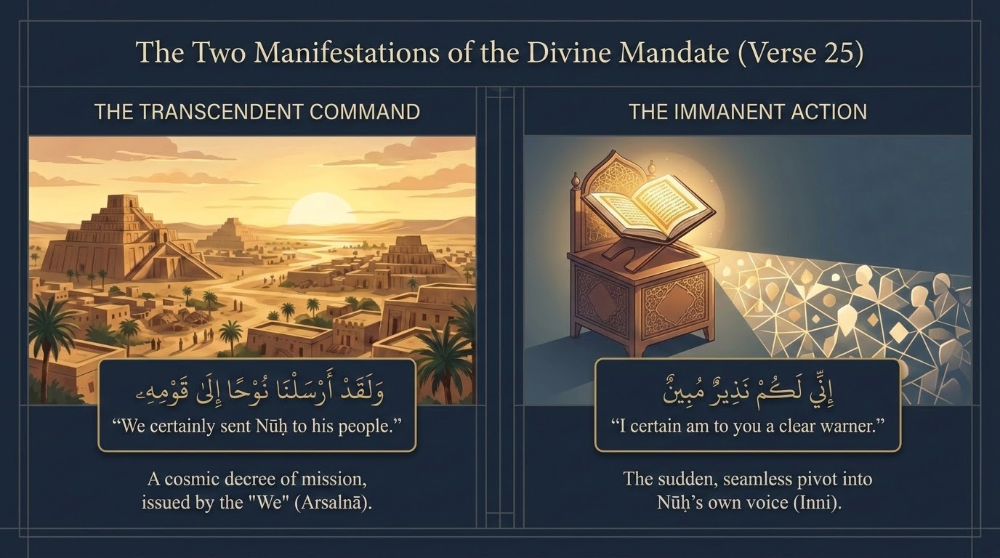 The Two Manifestations of the Divine Mandate (Verse 25)
THE TRANSCENDENT COMMAND
وَلَقَدْ أَرْسَلْنَا نُوْحًا إِلَىٰ قَوْمِهِۦ
“We certainly sent Nūḥ to his people.”
A cosmic decree of mission,
issued by the "We" (Arsalnā).
THE IMMANENT ACTION
إِنِّي لَكُمْ نَذِيرٌ مُبِينٌ
“I certain am to you a clear warner.”
The sudden, seamless pivot into
Nūḥ’s own voice (Inni).